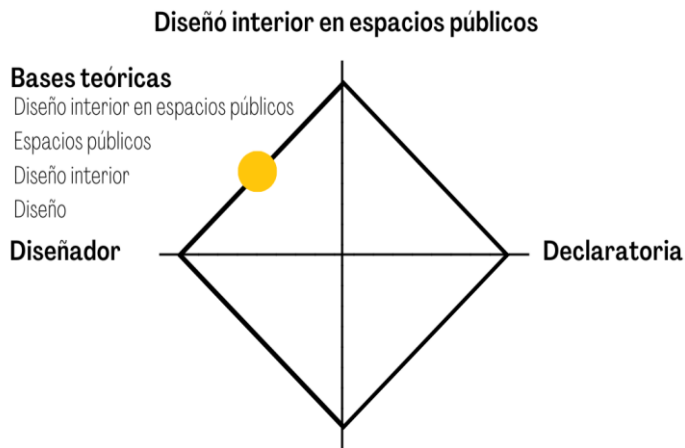 Diseñó interior en espacios públicos
Bases teóricas
Diseño interior en espacios públicos
Espacios públicos
Diseño interior
Diseño
Diseñador
Declaratoria